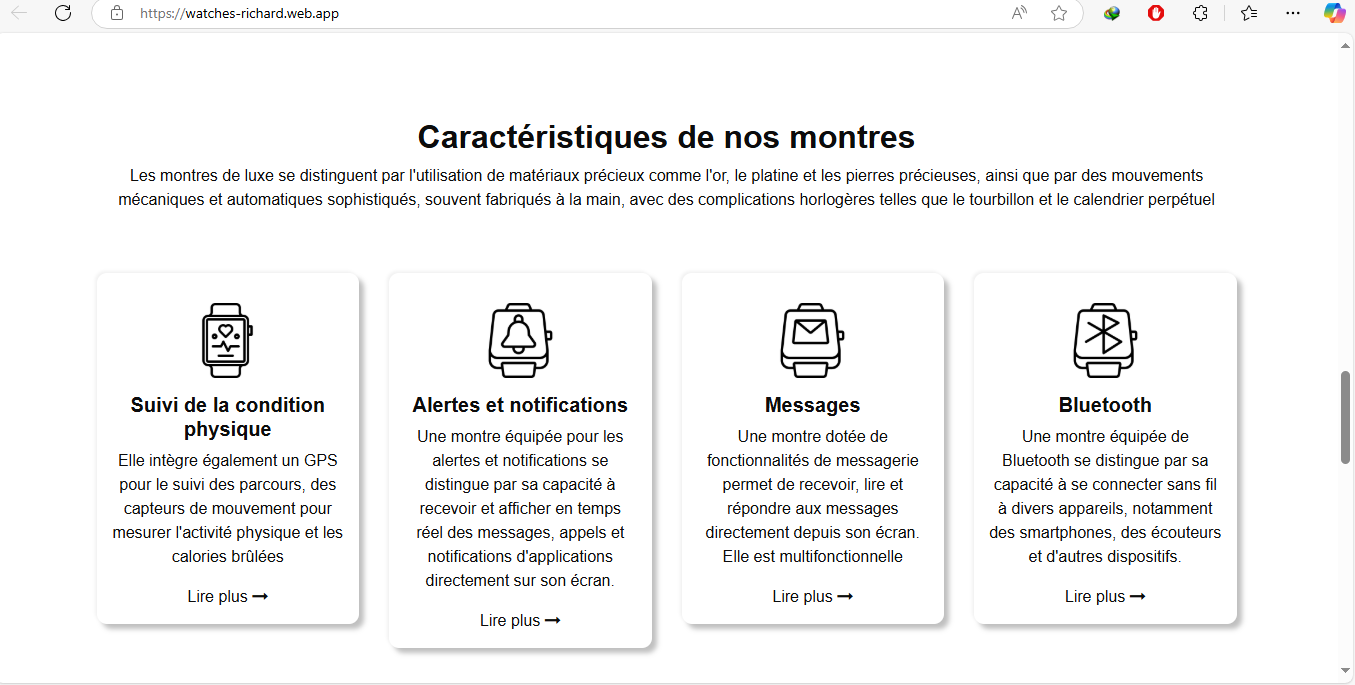 https://watches-richard.web.app
Caractéristiques de nos montres
Les montres de luxe se distinguent par l'utilisation de matériaux précieux comme l'or, le platine et les pierres précieuses, ainsi que par des mouvements
mécaniques et automatiques sophistiqués, souvent fabriqués à la main, avec des complications horlogères telles que le tourbillon et le calendrier perpétuel
Suivi de la condition
physique
Elle intègre également un GPS
pour le suivi des parcours, des
capteurs de mouvement pour
mesurer l'activité physique et les
calories brûlées
Lire plus →
Alertes et notifications
Une montre équipée pour les
alertes et notifications se
distingue par sa capacité à
recevoir et afficher en temps
réel des messages, appels et
notifications d'applications
directement sur son écran.
Lire plus →
Messages
Une montre dotée de
fonctionnalités de messagerie
permet de recevoir, lire et
répondre aux messages
directement depuis son écran.
Elle est multifonctionnelle
Lire plus →
Bluetooth
Une montre équipée de
Bluetooth se distingue par sa
capacité à se connecter sans fil
à divers appareils, notamment
des smartphones, des écouteurs
et d'autres dispositifs.
Lire plus →